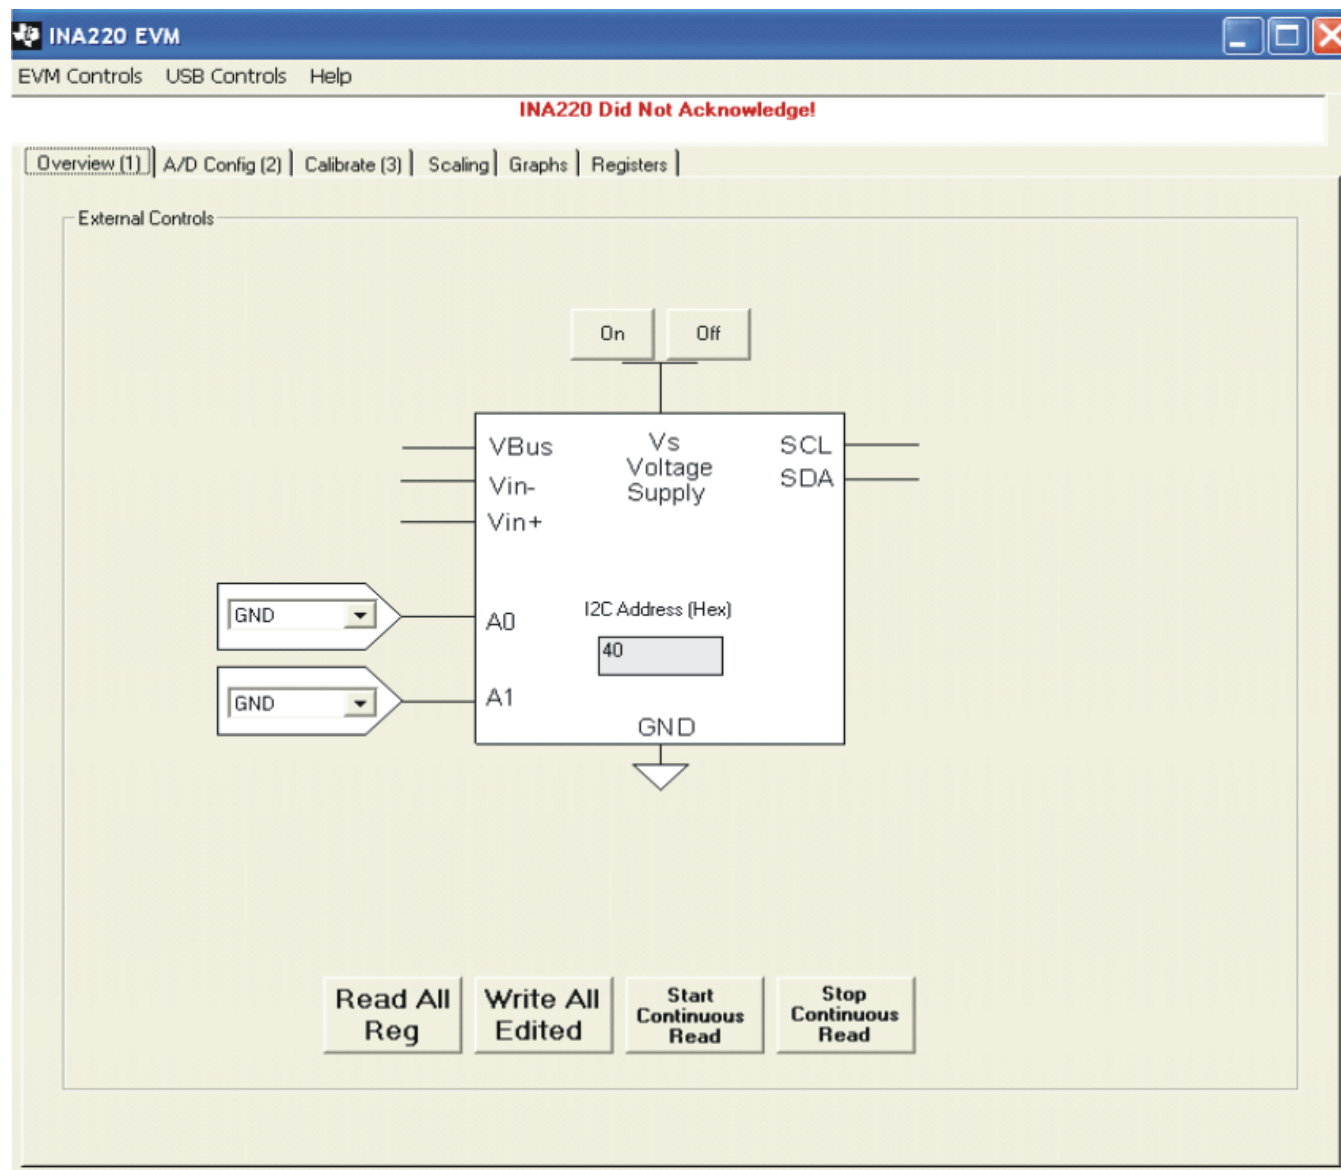 INA220 EVM
EVM Controls USB Controls Help
INA220 Did Not Acknowledge!
Overview (1) A/D Config (2) Calibrate (3) Scaling Graphs Registers
External Controls
On Off
VBus
Vin-
Vin+
Vs
Voltage
Supply
SCL
SDA
GND
A0
I2C Address (Hex)
40
GND
A1
GND
Read All
Reg
Write All
Edited
Start
Continuous
Read
Stop
Continuous
Read